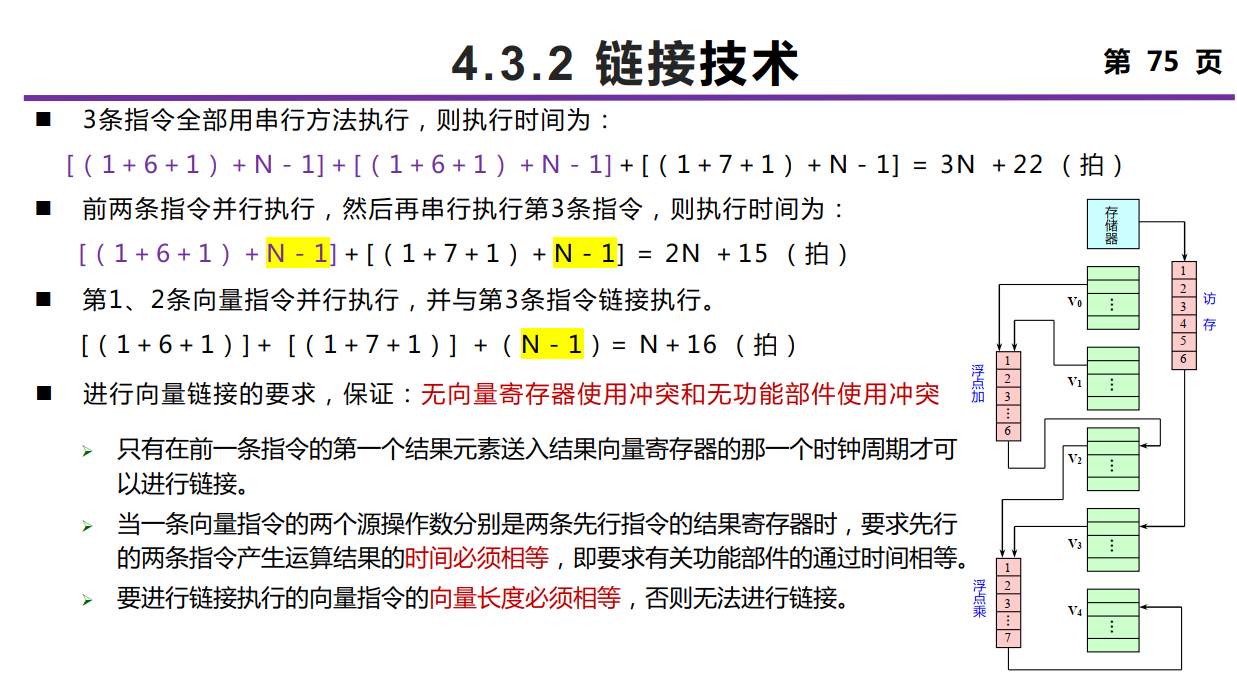 4.3.2 链接技术
第 75 页
■ 3条指令全部用串行方法执行，则执行时间为：
[（1+6+1）+N-1]+[（1+6+1）+N-1]+[（1+7+1）+N-1] = 3N +22 （拍）
■ 前两条指令并行执行，然后再串行执行第3条指令，则执行时间为：
[（1+6+1）+N-1]+[（1+7+1）+N-1] = 2N +15 （拍）
■ 第1、2条向量指令并行执行，并与第3条指令链接执行。
[（1+6+1）]+ [（1+7+1）] +（N-1）= N+16 （拍）
■ 进行向量链接的要求，保证：无向量寄存器使用冲突和无功能部件使用冲突
➢ 只有在前一条指令的第一个结果元素送入结果向量寄存器的那一个时钟周期才可
以进行链接。
➢ 当一条向量指令的两个源操作数分别是两条先行指令的结果寄存器时，要求先行
的两条指令产生运算结果的时间必须相等，即要求有关功能部件的通过时间相等。
➢ 要进行链接执行的向量指令的向量长度必须相等，否则无法进行链接。
存储器
1
2
3
4
5
6
访存
V0
⋮
V1
⋮
浮点加
1
2
3
⋮
6
V2
⋮
V3
⋮
浮点乘
1
2
3
⋮
7
V4
⋮